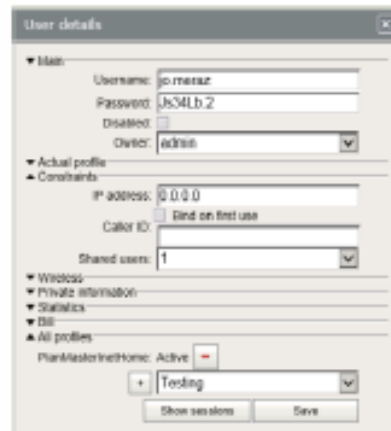 User details
Main
Username: jo.meraz
Password: Js34Lb.2
Disabled:
Owner: admin
Actual profile
Constraints
IP address: 0.0.0.0
Bind on first use
Caller ID:
Shared users: 1
Wireless
Private information
Statistics
Bill
All profiles
PlanMasterInetHome: Active -
+ Testing
Show sessions Save